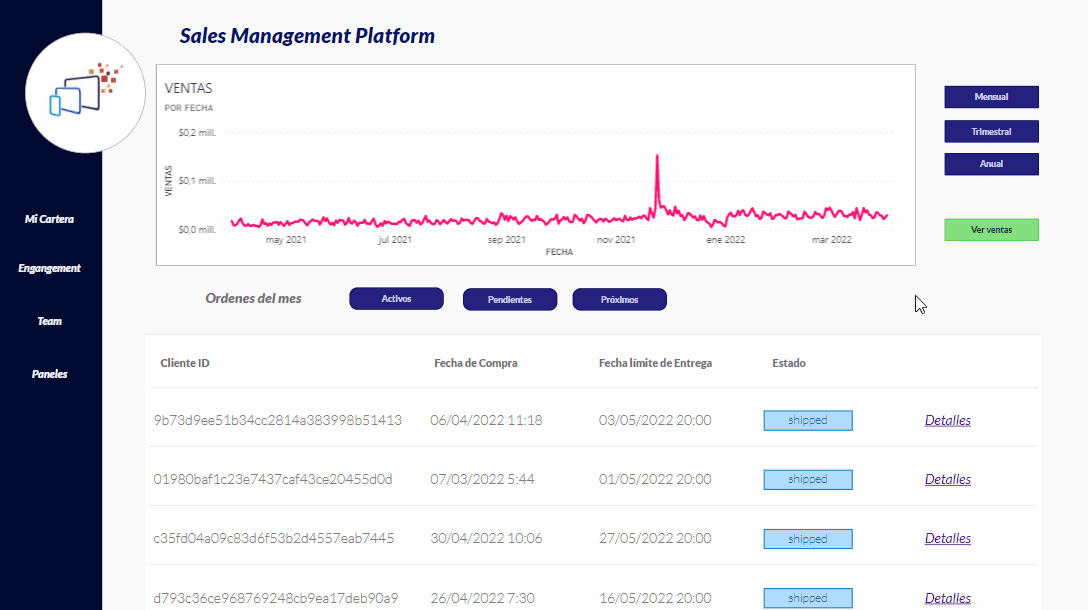 Sales Management Platform
VENTAS
POR FECHA
$0,2 mill.
$0,1 mill.
$0,0 mill.
VENTAS
may 2021 jul 2021 sep 2021 nov 2021 ene 2022 mar 2022
FECHA
Mensual
Trimestral
Anual
Ver ventas
Mi Cartera
Engangement
Team
Paneles
Ordenes del mes Activos Pendientes Próximos
Cliente ID Fecha de Compra Fecha límite de Entrega Estado
9b73d9ee51b34cc2814a383998b51413 06/04/2022 11:18 03/05/2022 20:00 shipped Detalles
01980baf1c23e7437caf43ce20455d0d 07/03/2022 5:44 01/05/2022 20:00 shipped Detalles
c35fd04a09c83d6f53b2d4557eab7445 30/04/2022 10:06 27/05/2022 20:00 shipped Detalles
d793c36ce968769248cb9ea17deb90a9 26/04/2022 7:30 16/05/2022 20:00 shipped Detalles